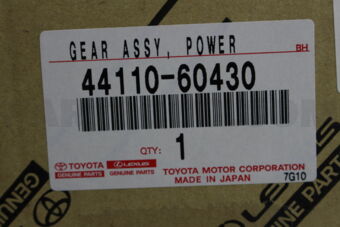 GEAR ASSY, POWER
BH
44110-60430
QTY: 1
TOYOTA
GENUINE PARTS
LEXUS
GENUINE PARTS
TOYOTA MOTOR CORPORATION
MADE IN JAPAN
7G10